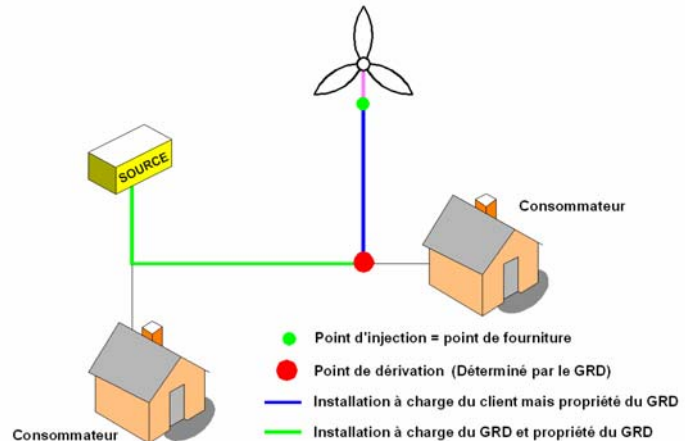 SOURCE
Consommateur
Point d'injection = point de fourniture
Point de dérivation (Déterminé par le GRD)
Installation à charge du client mais propriété du GRD
Installation à charge du GRD et propriété du GRD
Consommateur